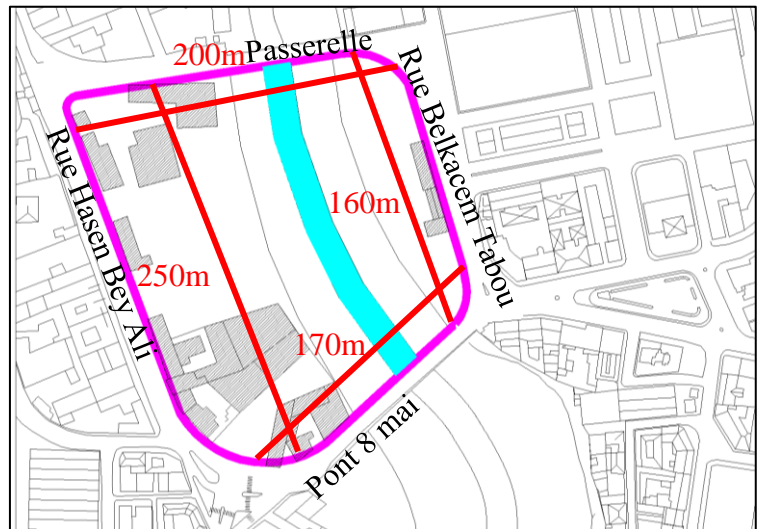 200m
Passerelle
Rue Belkacem Tabou
Rue Hasen Bey Ali
160m
250m
170m
Pont 8 mai